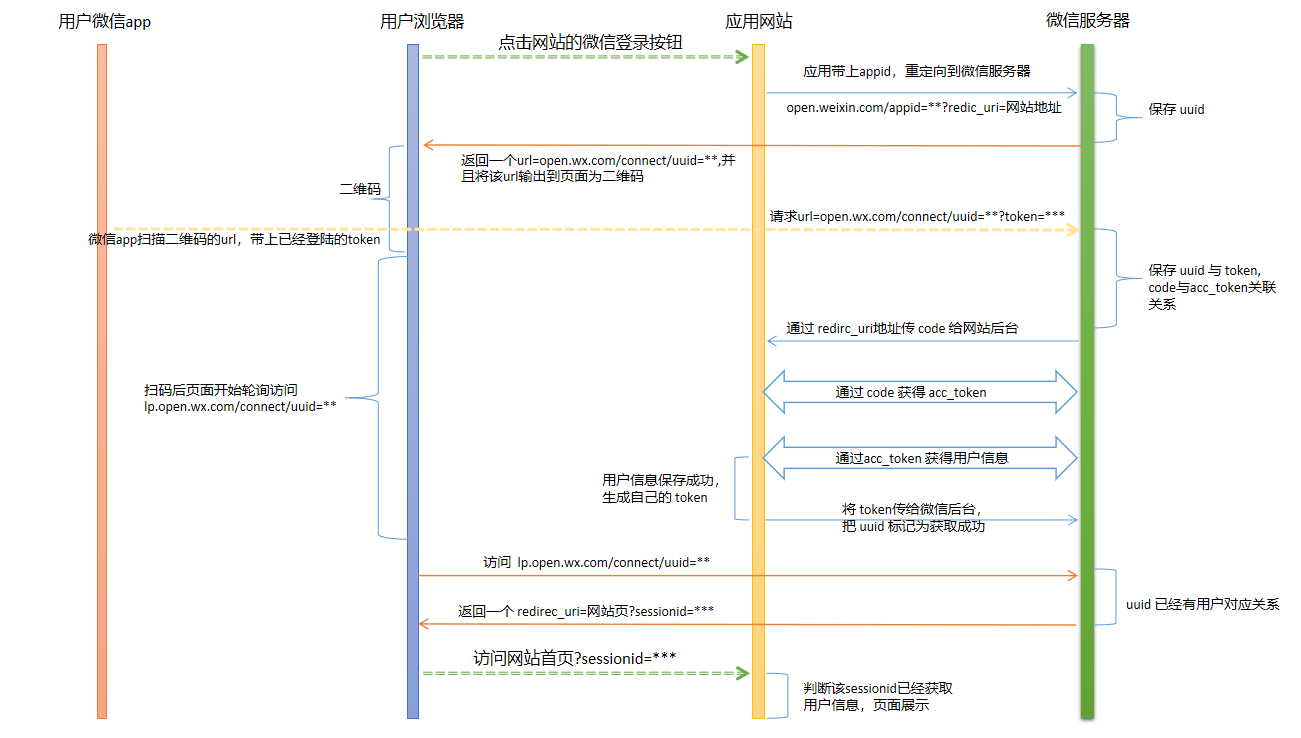 用户微信app
用户浏览器
应用网站
微信服务器
点击网站的微信登录按钮
应用带上appid，重定向到微信服务器
open.weixin.com/appid=**?redic_uri=网站地址
保存 uuid
返回一个url=open.wx.com/connect/uuid=**,并
且将该url输出到页面为二维码
二维码
请求url=open.wx.com/connect/uuid=**?token=***
微信app扫描二维码的url，带上已经登陆的token
保存 uuid 与 token,
code与acc_token关联
关系
通过 redirc_uri地址传 code 给网站后台
扫码后页面开始轮询访问
lp.open.wx.com/connect/uuid=**
通过 code 获得 acc_token
通过acc_token 获得用户信息
用户信息保存成功，
生成自己的 token
将 token传给微信后台，
把 uuid 标记为获取成功
访问 lp.open.wx.com/connect/uuid=**
返回一个 redirec_uri=网站页?sessionid=***
uuid 已经有用户对应关系
访问网站首页?sessionid=***
判断该sessionid已经获取
用户信息，页面展示